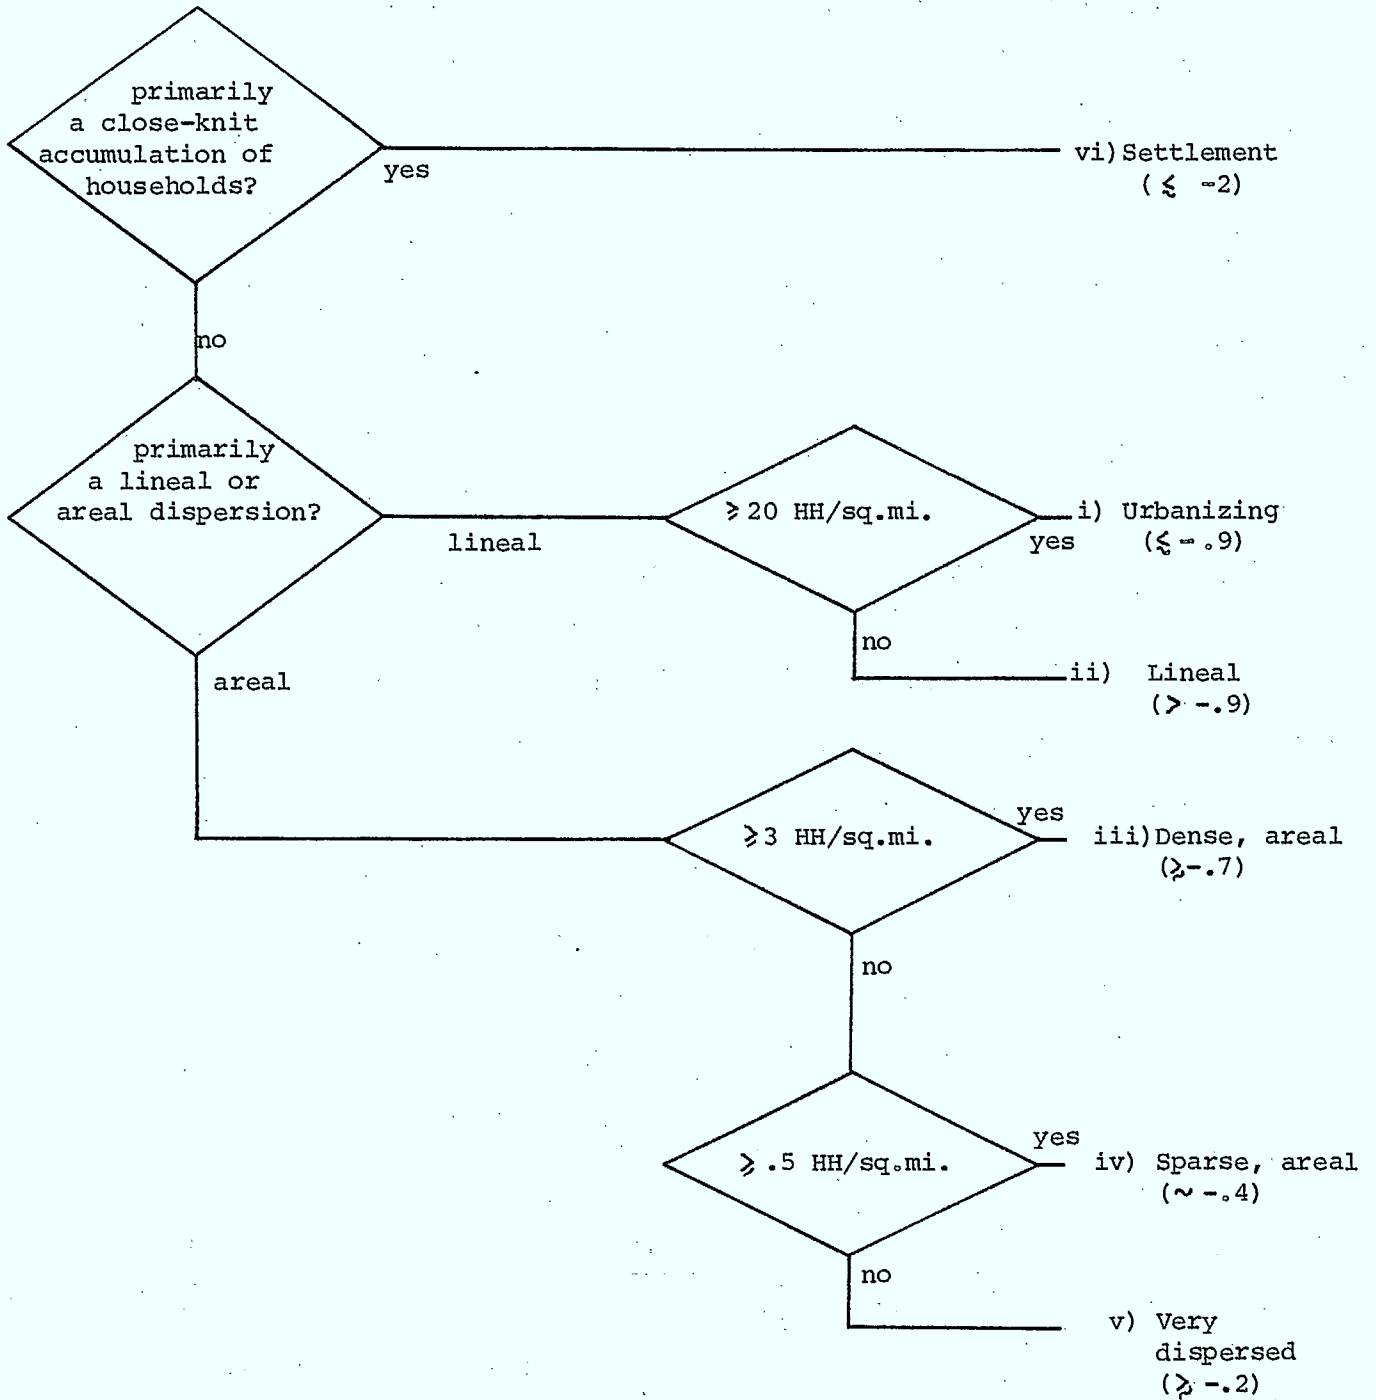 primarily
a close-knit
accumulation of
households?
yes
vi) Settlement
(≲ -2)
no
primarily
a lineal or
areal dispersion?
lineal
≥ 20 HH/sq.mi.
yes
i) Urbanizing
(≲ -.9)
no
ii) Lineal
(> -.9)
areal
≥3 HH/sq.mi.
yes
iii) Dense, areal
(≳ -.7)
no
≥ .5 HH/sq.mi.
yes
iv) Sparse, areal
(~ -.4)
no
v) Very
dispersed
(≳ -.2)